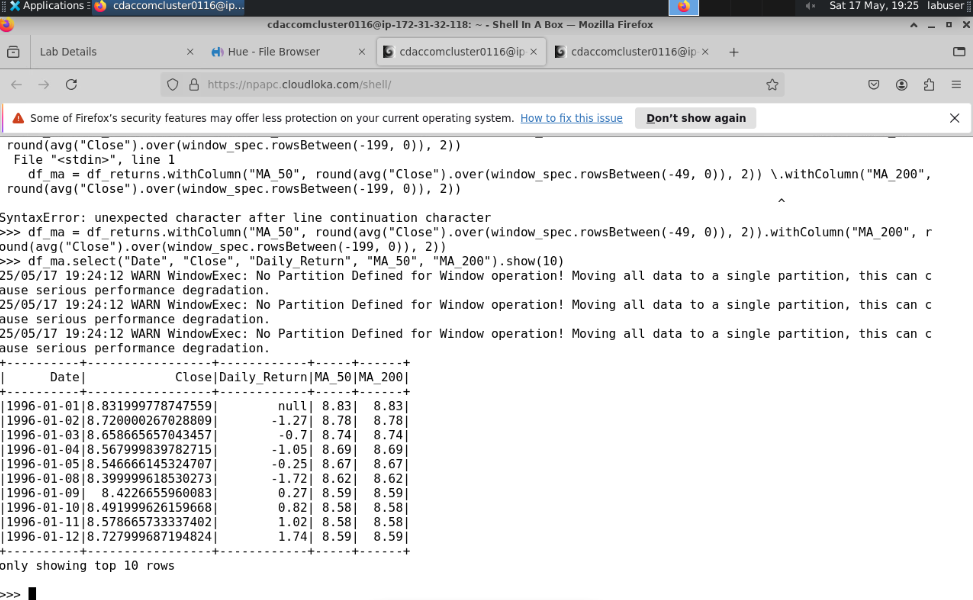 Applications
cdaccomcluster0116@ip...
Sat 17 May, 19:25
labuser
cdaccomcluster0116@ip-172-31-32-118: ~ - Shell In A Box — Mozilla Firefox
Lab Details
Hue - File Browser
cdaccomcluster0116@ip-
cdaccomcluster0116@ip-
https://npapc.cloudloka.com/shell/
Some of Firefox's security features may offer less protection on your current operating system. How to fix this issue
Don't show again
round(avg("Close").over(window_spec.rowsBetween(-199, 0)), 2))
  File "<stdin>", line 1
    df_ma = df_returns.withColumn("MA_50", round(avg("Close").over(window_spec.rowsBetween(-49, 0)), 2)) \.withColumn("MA_200",
 round(avg("Close").over(window_spec.rowsBetween(-199, 0)), 2))
^
SyntaxError: unexpected character after line continuation character
>>> df_ma = df_returns.withColumn("MA_50", round(avg("Close").over(window_spec.rowsBetween(-49, 0)), 2)).withColumn("MA_200", r
ound(avg("Close").over(window_spec.rowsBetween(-199, 0)), 2))
>>> df_ma.select("Date", "Close", "Daily_Return", "MA_50", "MA_200").show(10)
25/05/17 19:24:12 WARN WindowExec: No Partition Defined for Window operation! Moving all data to a single partition, this can c
ause serious performance degradation.
25/05/17 19:24:12 WARN WindowExec: No Partition Defined for Window operation! Moving all data to a single partition, this can c
ause serious performance degradation.
25/05/17 19:24:12 WARN WindowExec: No Partition Defined for Window operation! Moving all data to a single partition, this can c
ause serious performance degradation.
+----------+-----------------+------------+-----+------+
|      Date|            Close|Daily_Return|MA_50|MA_200|
+----------+-----------------+------------+-----+------+
|1996-01-01|8.831999778747559|        null| 8.83|  8.83|
|1996-01-02|8.720000267028809|       -1.27| 8.78|  8.78|
|1996-01-03|8.658665657043457|        -0.7| 8.74|  8.74|
|1996-01-04|8.567999839782715|       -1.05| 8.69|  8.69|
|1996-01-05|8.546666145324707|       -0.25| 8.67|  8.67|
|1996-01-08|8.399999618530273|       -1.72| 8.62|  8.62|
|1996-01-09|  8.4226655960083|        0.27| 8.59|  8.59|
|1996-01-10|8.491999626159668|        0.82| 8.58|  8.58|
|1996-01-11|8.578665733337402|        1.02| 8.58|  8.58|
|1996-01-12|8.727999687194824|        1.74| 8.59|  8.59|
+----------+-----------------+------------+-----+------+
only showing top 10 rows
>>>